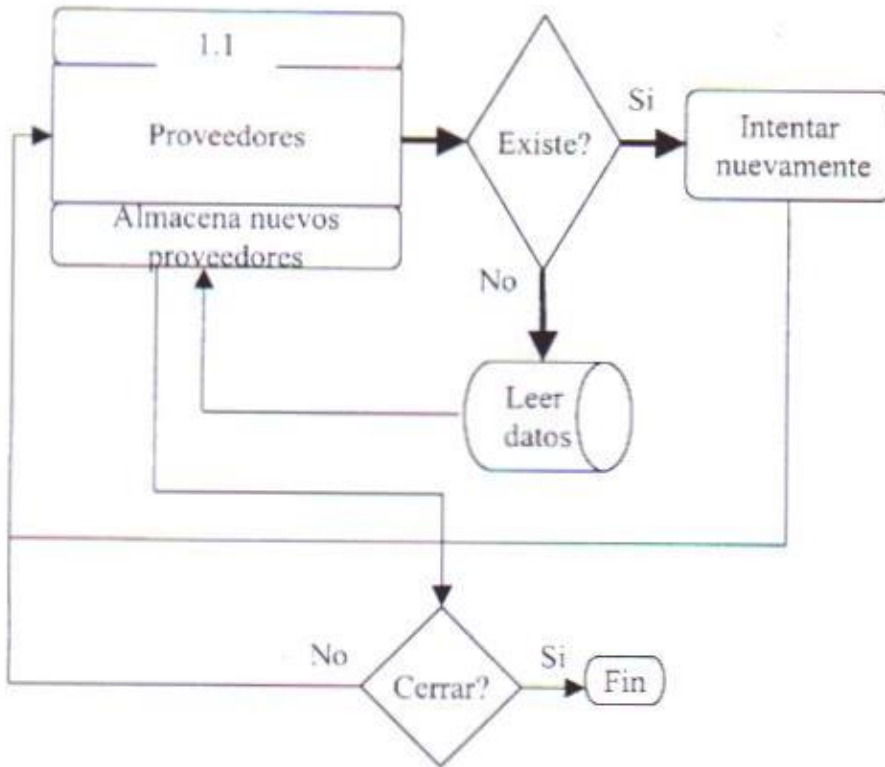 1.1
Proveedores
Almacena nuevos
proveedores
Existe?
Si
Intentar
nuevamente
No
Leer
datos
No
Cerrar?
Si
Fin